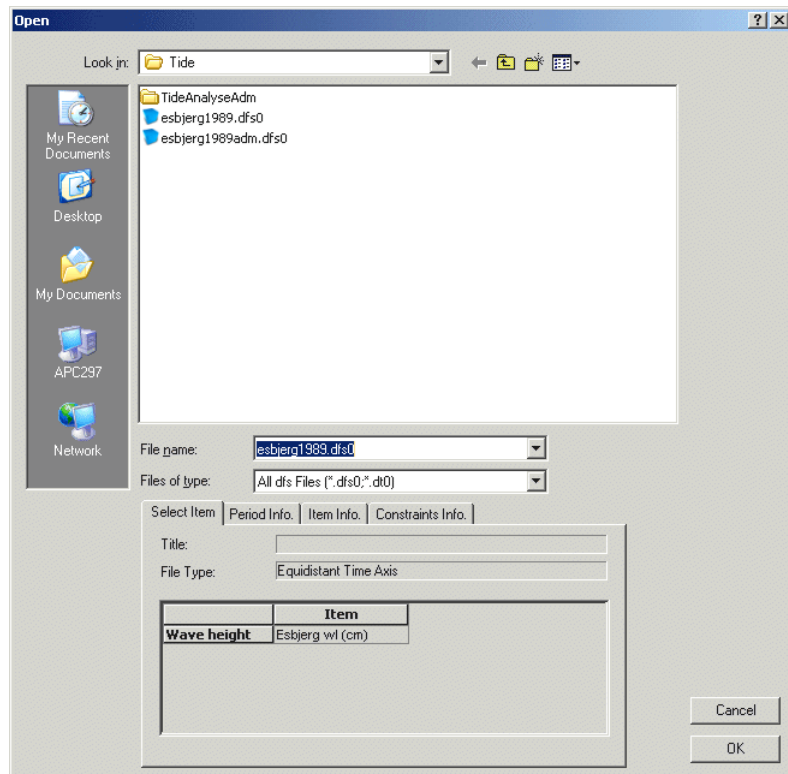 Open
Look in: Tide
TideAnalyseAdm
esbjerg1989.dfs0
esbjerg1989adm.dfs0
My Recent
Documents
Desktop
My Documents
APC297
Network
File name: esbjerg1989.dfs0
Files of type: All dfs Files (*.dfs0;*.dt0)
Select Item Period Info. Item Info. Constraints Info.
Title:
File Type: Equidistant Time Axis
Item
Wave height Esbjerg wl (cm)
Cancel
OK